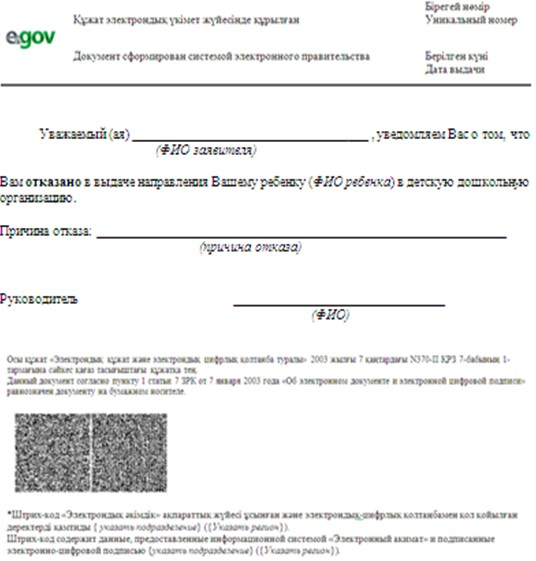 e.gov
Құжат электрондық үкімет жүйесінде құрылған
Бірегей нөмір
Уникальный номер
Документ сформирован системой электронного правительства
Берілген күні
Дата выдачи
Уважаемый (ая) ________________________________ , уведомляем Вас о том, что
(ФИО заявителя)
Вам отказано в выдаче направления Вашему ребенку (ФИО ребенка) в детскую дошкольную
организацию.
Причина отказа: ________________________________
(причина отказа)
Руководитель ________________________________
(ФИО)
Осы құжат «Электрондық құжат және электрондық цифрлық қолтаңба туралы» 2003 жылғы 7 қаңтардағы N370-II ҚРЗ 7-бабының 1-
тармағына сәйкес қағаз тасығыштағы құжатқа тең.
Данный документ согласно пункту 1 статьи 7 ЗРК от 7 января 2003 года «Об электронном документе и электронной цифровой подписи»
равнозначен документу на бумажном носителе.
*Штрих-код «Электрондық әкімдік» ақпараттық жүйесі ұсынған және электрондық-цифрлық қолтаңбамен қол қойылған
деректерді қамтиды ( указать подразделение) ({Указать регион}).
Штрих-код содержит данные, предоставленные информационной системой «Электронный акимат» и подписанные
электронно-цифровой подписью (указать подразделение) ({Указать регион}).